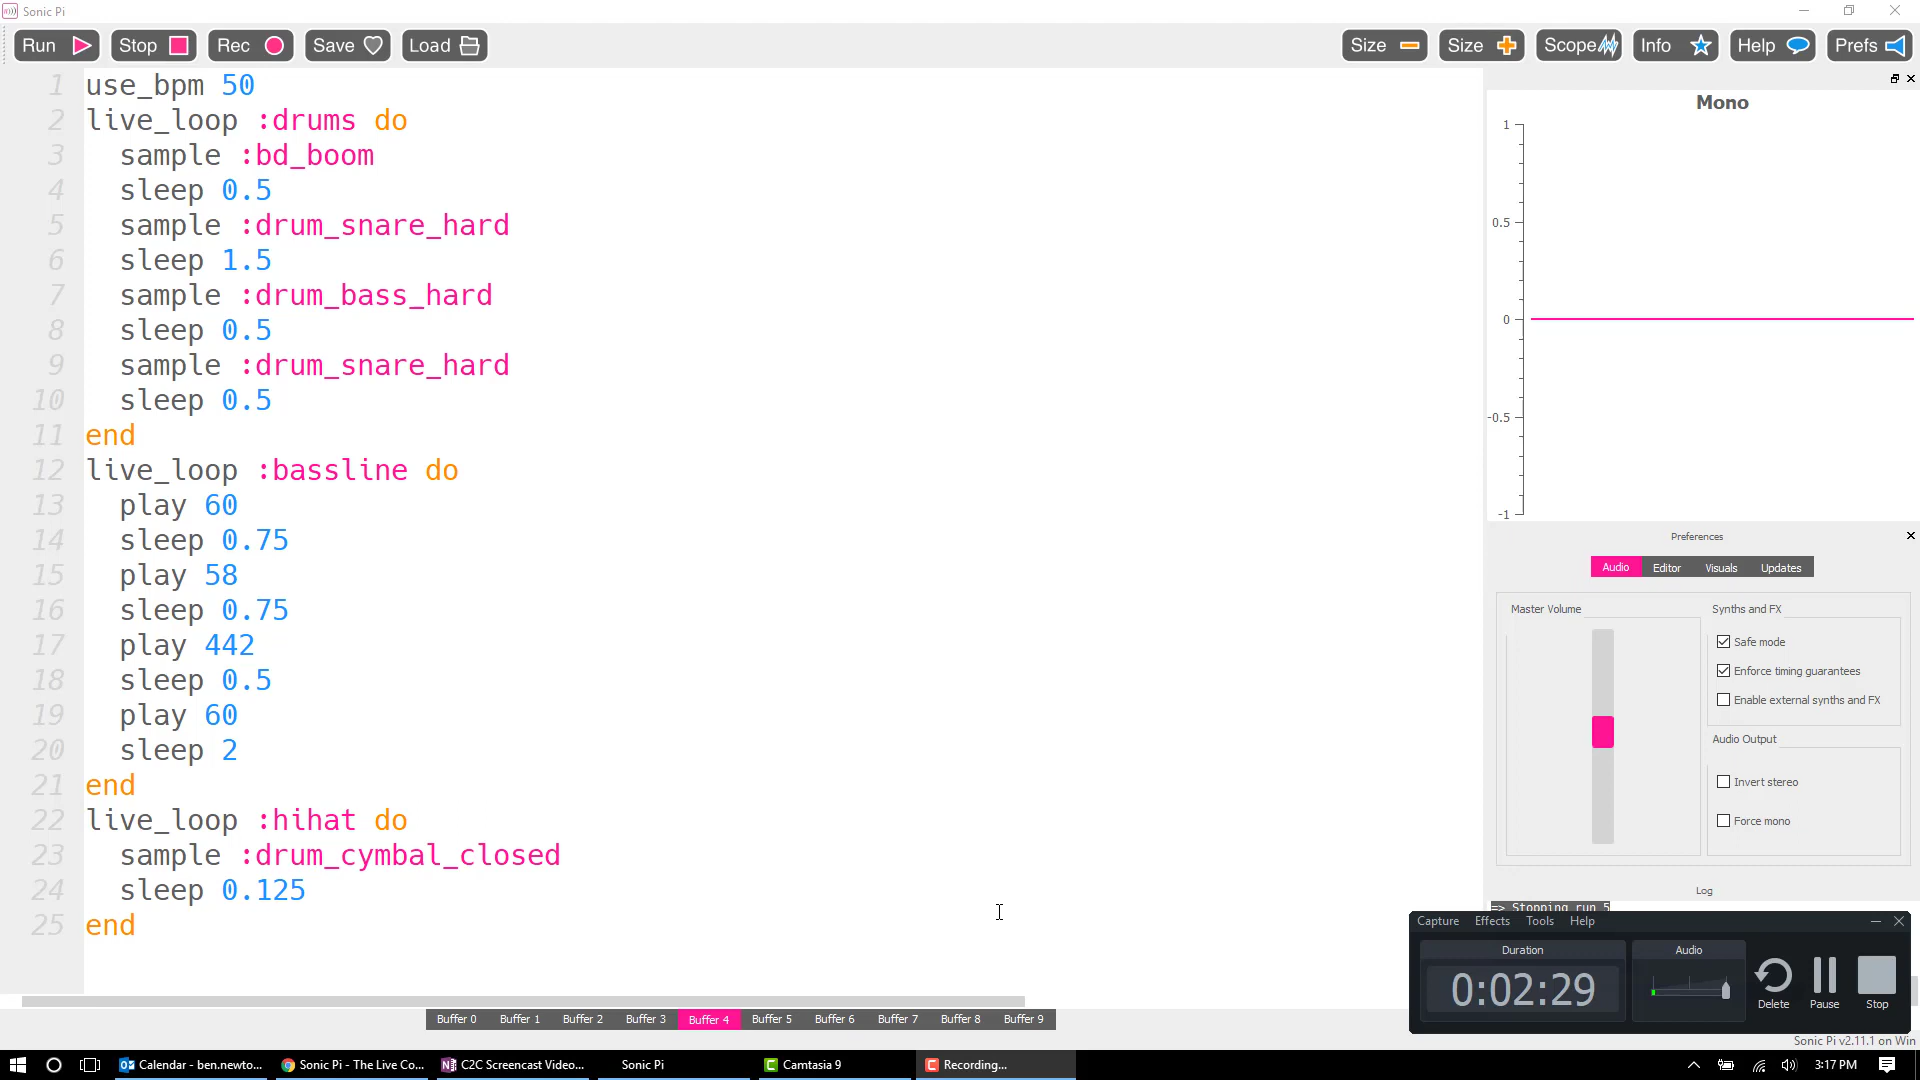 Sonic Pi
Run Stop Rec Save Load Size Size Scope Info Help Prefs
1 use_bpm 50
2 live_loop :drums do
3 sample :bd_boom
4 sleep 0.5
5 sample :drum_snare_hard
6 sleep 1.5
7 sample :drum_bass_hard
8 sleep 0.5
9 sample :drum_snare_hard
10 sleep 0.5
11 end
12 live_loop :bassline do
13 play 60
14 sleep 0.75
15 play 58
16 sleep 0.75
17 play 442
18 sleep 0.5
19 play 60
20 sleep 2
21 end
22 live_loop :hihat do
23 sample :drum_cymbal_closed
24 sleep 0.125
25 end
Mono
1
0.5
0
-0.5
-1
Preferences
Audio Editor Visuals Updates
Master Volume
Synths and FX
Safe mode
Enforce timing guarantees
Enable external synths and FX
Audio Output
Invert stereo
Force mono
Log
=> Stopping run 5
Capture Effects Tools Help
Duration Audio
0:02:29
Delete Pause Stop
Buffer 0 Buffer 1 Buffer 2 Buffer 3 Buffer 4 Buffer 5 Buffer 6 Buffer 7 Buffer 8 Buffer 9
Sonic Pi v2.11.1 on Win
Calendar - ben.newto... Sonic Pi - The Live Co... C2C Screencast Video... Sonic Pi Camtasia 9 Recording... 3:17 PM